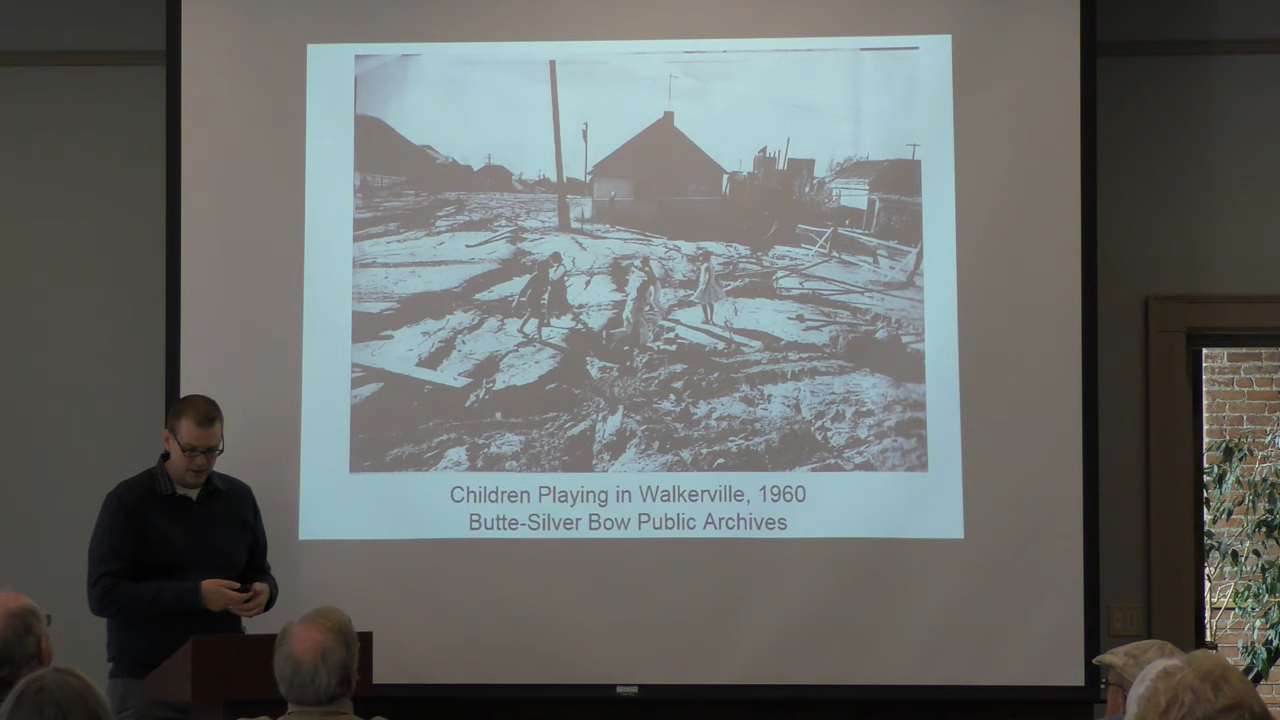 Children Playing in Walkerville, 1960
Butte-Silver Bow Public Archives